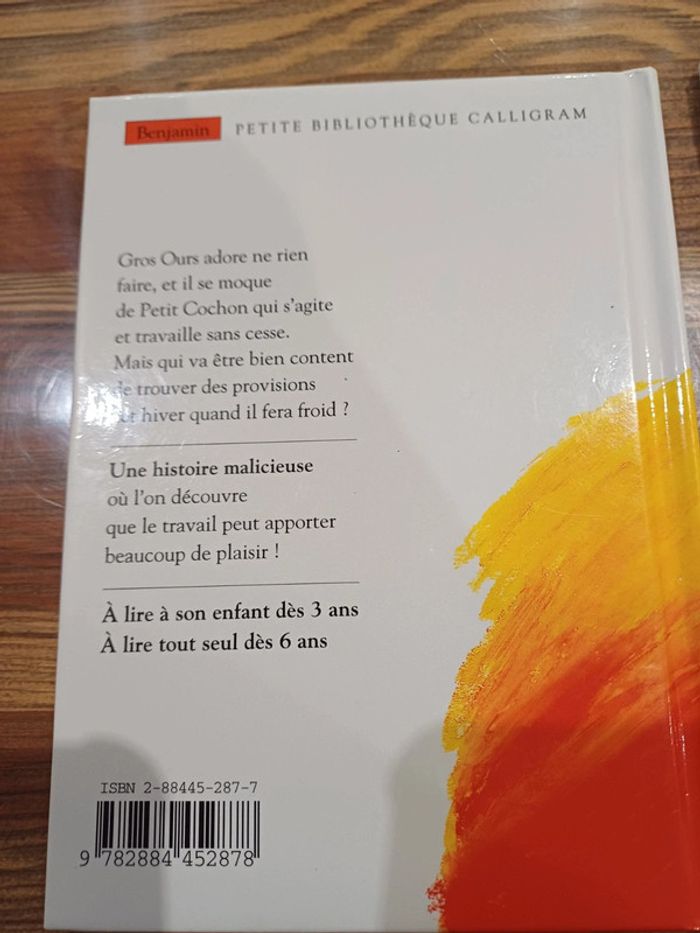 Benjamin PETITE BIBLIOTHÈQUE CALLIGRAM
Gros Ours adore ne rien
faire, et il se moque
de Petit Cochon qui s'agite
et travaille sans cesse.
Mais qui va être bien content
de trouver des provisions
hiver quand il fera froid ?
Une histoire malicieuse
où l'on découvre
que le travail peut apporter
beaucoup de plaisir !
À lire à son enfant dès 3 ans
À lire tout seul dès 6 ans
ISBN 2-88445-287-7
9 782884 452878